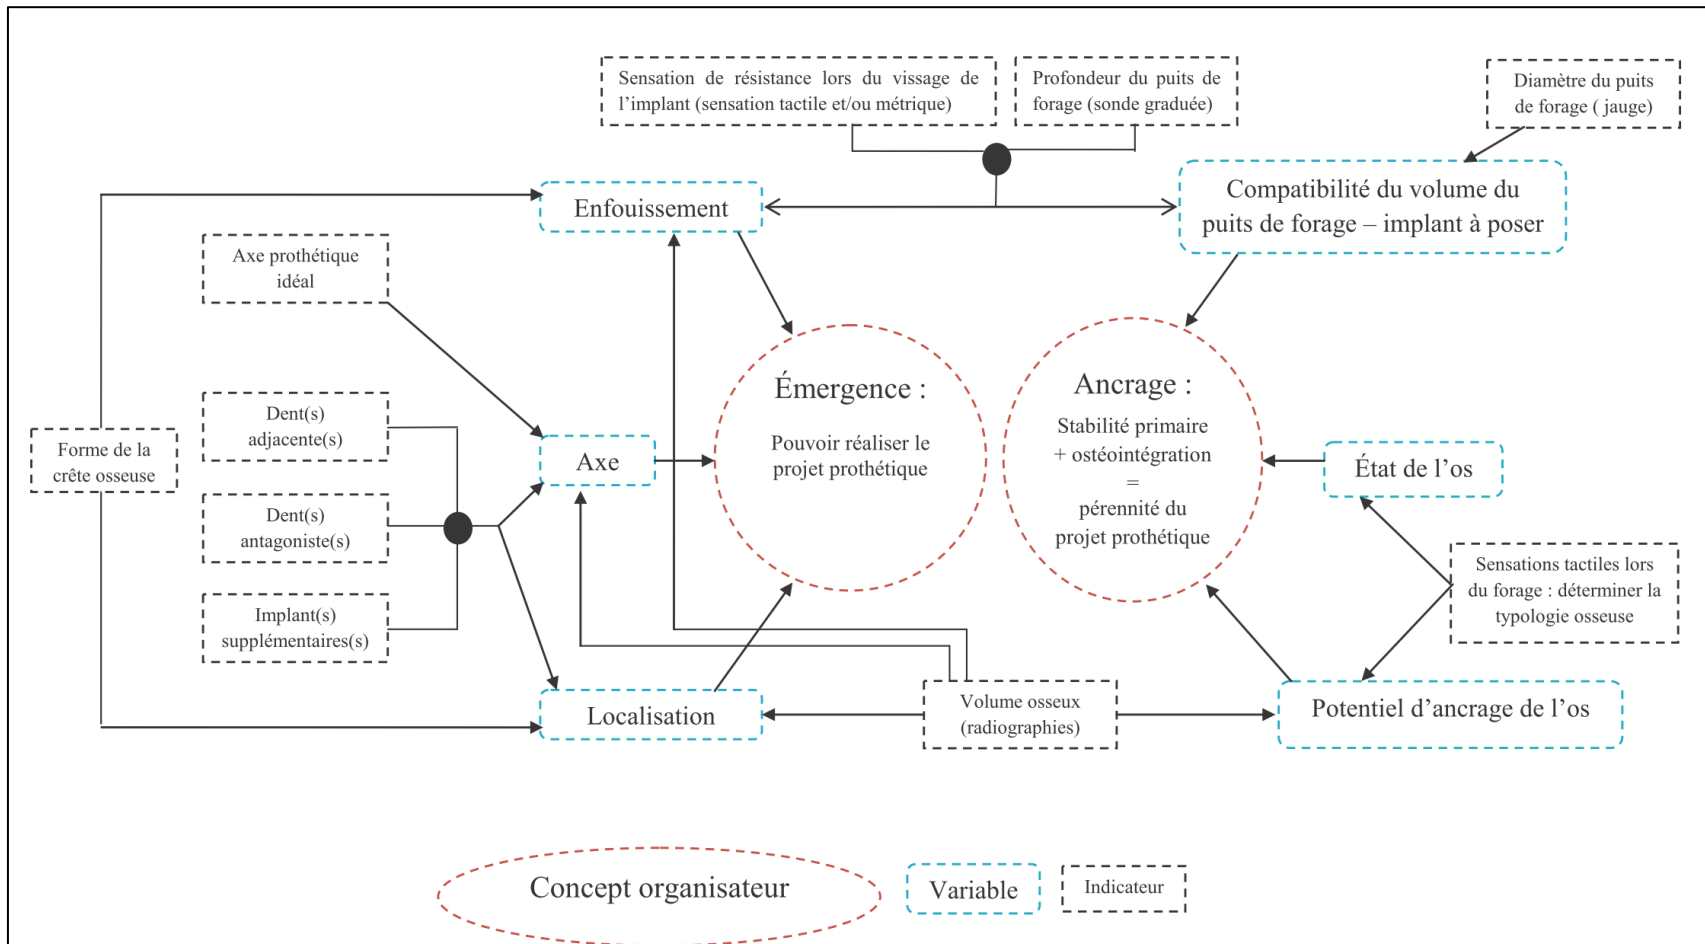 Sensation de résistance lors du vissage de
l’implant (sensation tactile et/ou métrique)
Profondeur du puits de
forage (sonde graduée)
Diamètre du puits
de forage ( jauge)
Enfouissement
Compatibilité du volume du
puits de forage – implant à poser
Axe prothétique
idéal
Émergence :
Pouvoir réaliser le
projet prothétique
Ancrage :
Stabilité primaire
+ ostéointégration
=
pérennité du
projet prothétique
Dent(s)
adjacente(s)
Forme de la
crête osseuse
Axe
État de l’os
Dent(s)
antagoniste(s)
Sensations tactiles lors
du forage : déterminer la
typologie osseuse
Implant(s)
supplémentaires(s)
Localisation
Volume osseux
(radiographies)
Potentiel d’ancrage de l’os
Concept organisateur
Variable
Indicateur